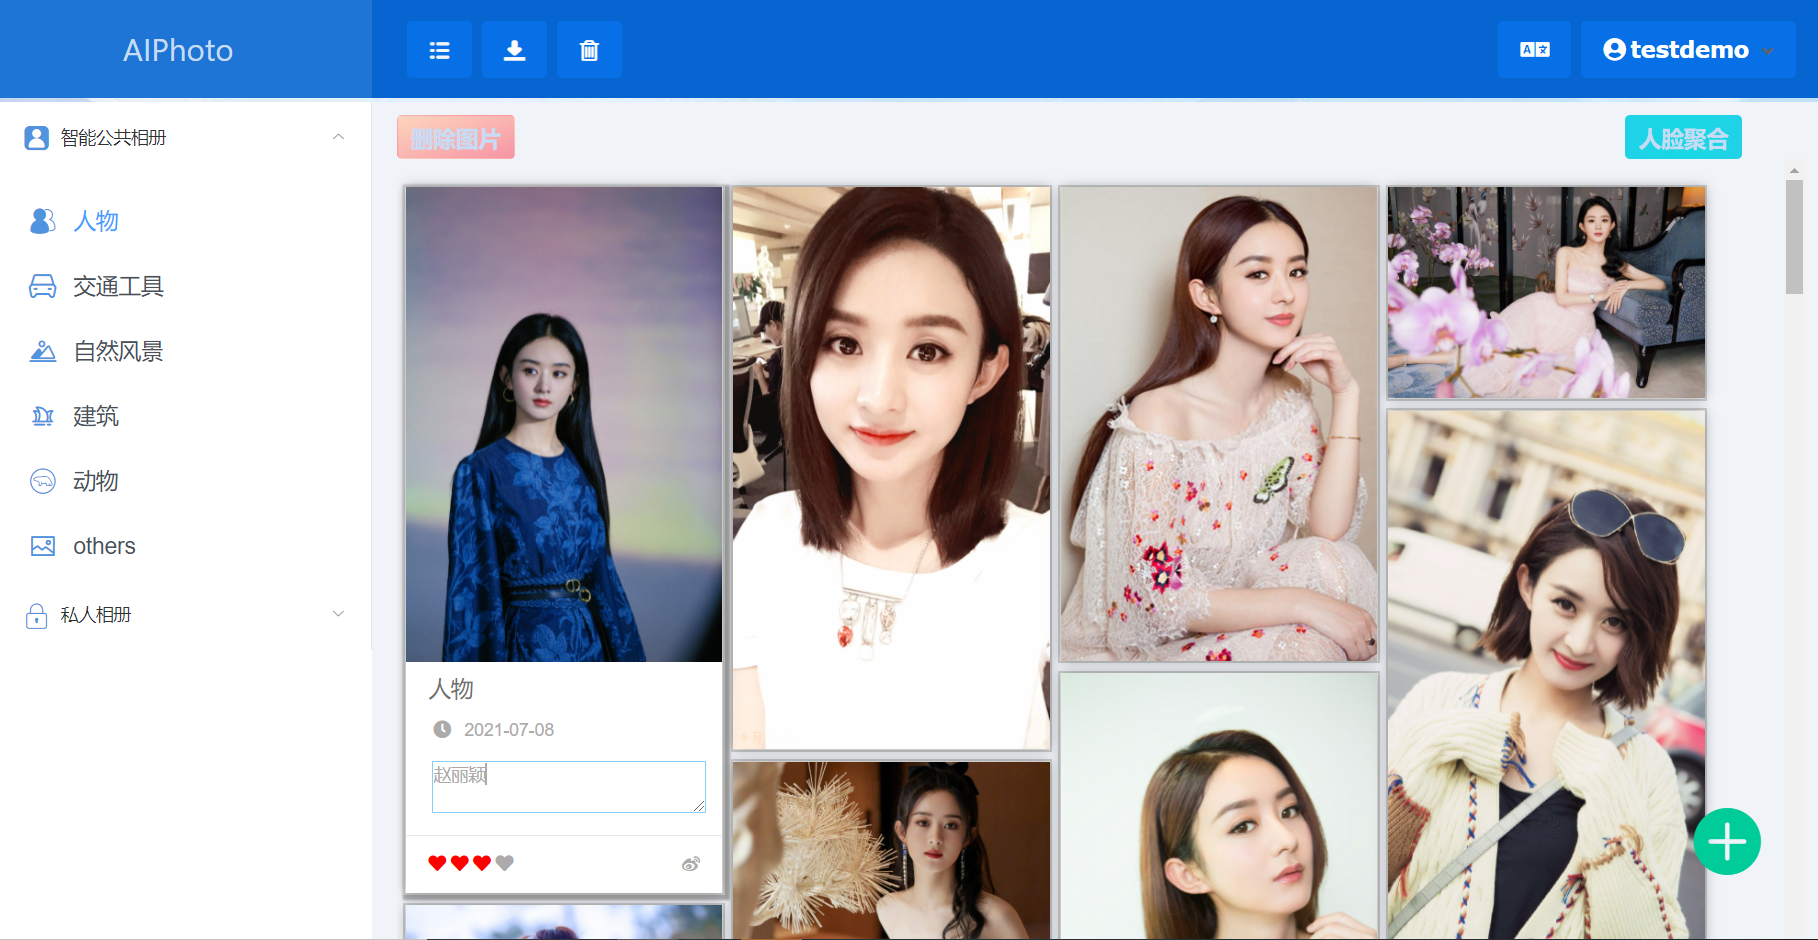 AIPhoto
testdemo
智能公共相册
人物
交通工具
自然风景
建筑
动物
others
私人相册
删除图片
人脸聚合
人物
2021-07-08
赵丽颖